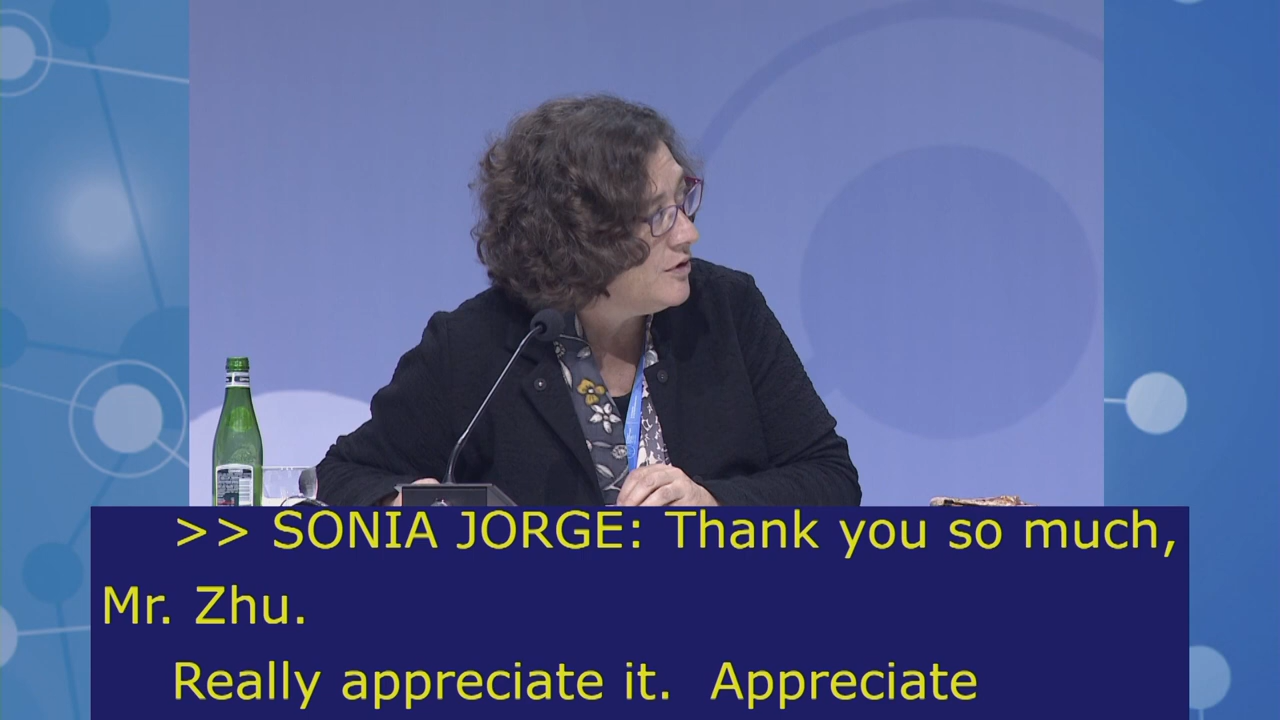 >> SONIA JORGE: Thank you so much,
Mr. Zhu.
Really appreciate it.  Appreciate